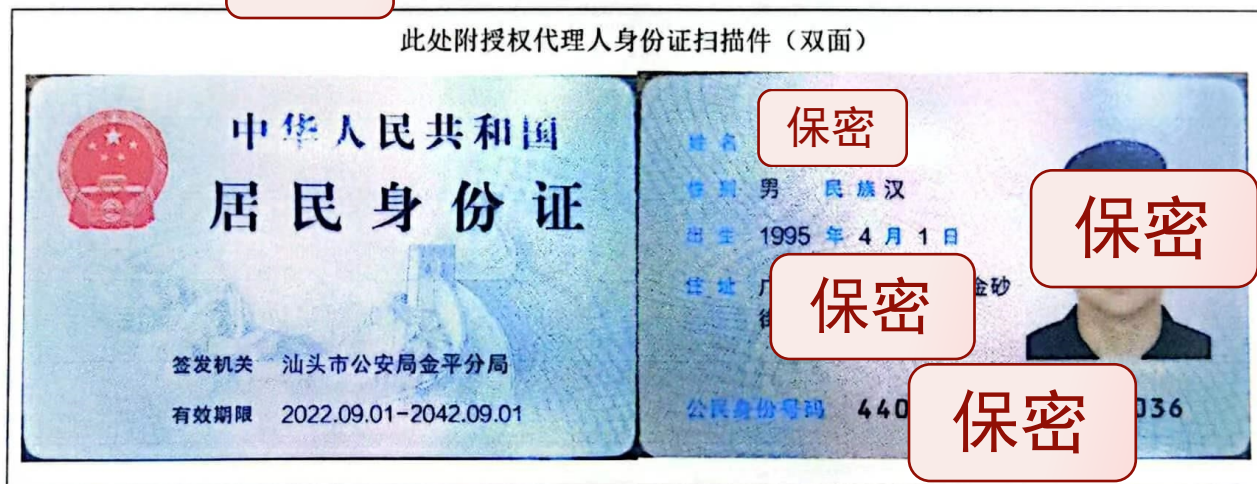 此处附授权代理人身份证扫描件（双面）
中华人民共和国
居民身份证
签发机关 汕头市公安局金平分局
有效期限 2022.09.01-2042.09.01
姓名 保密
性别 男 民族 汉
出生 1995 年 4 月 1 日
住址 保密 金砂
公民身份号码 440 保密 036
保密